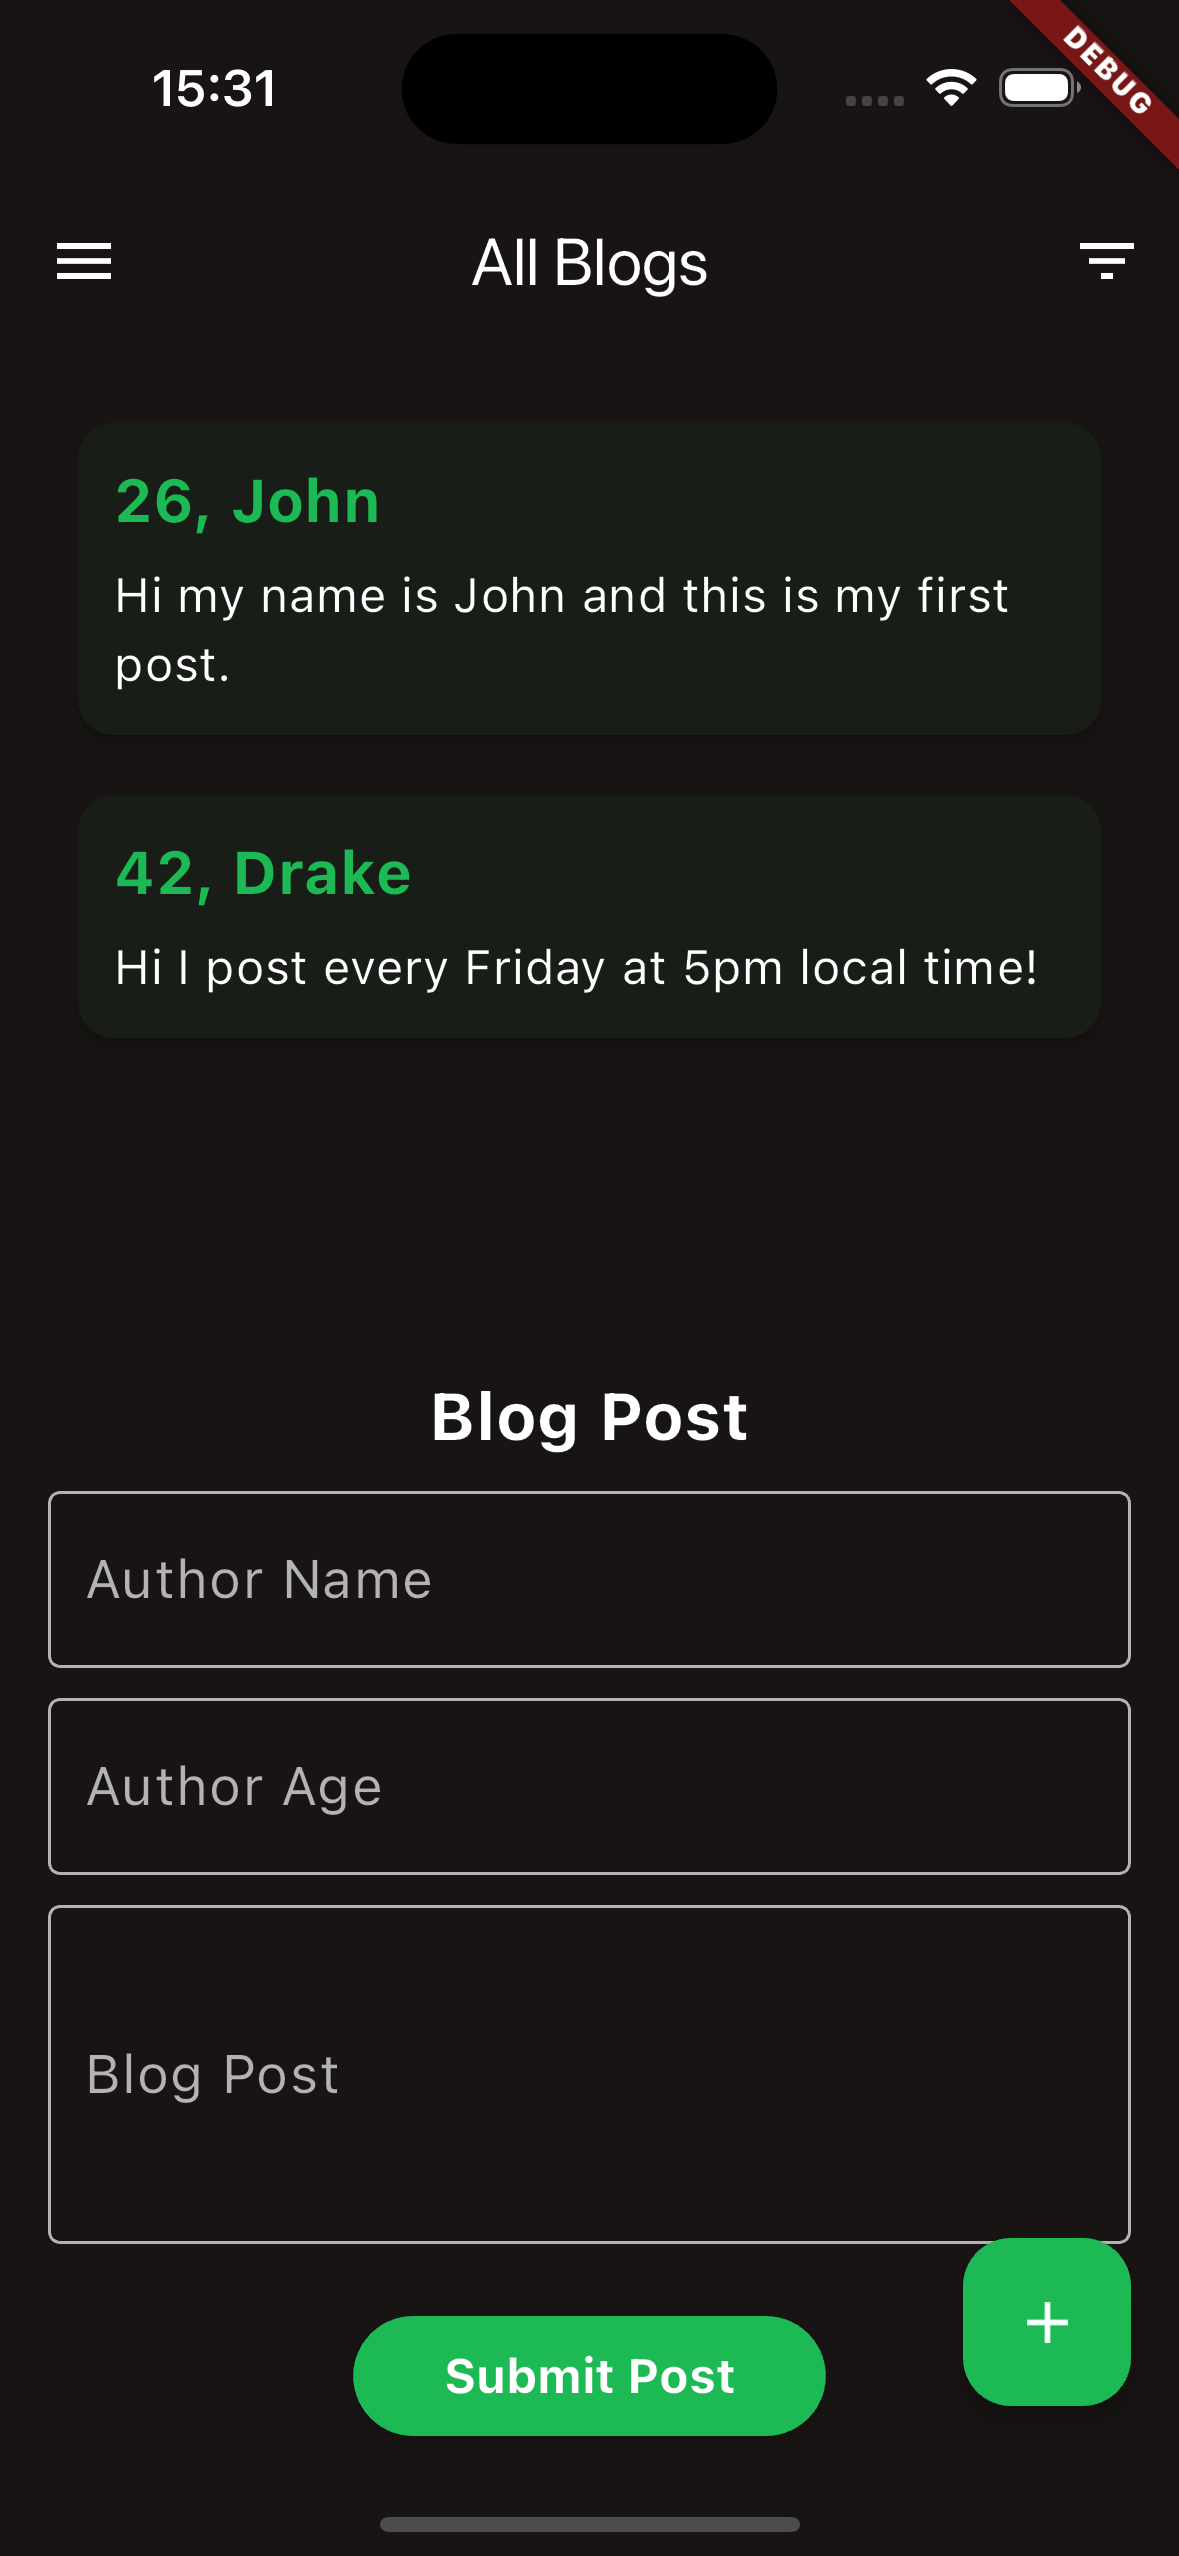 15:31
DEBUG
All Blogs
26, John
Hi my name is John and this is my first
post.
42, Drake
Hi I post every Friday at 5pm local time!
Blog Post
Author Name
Author Age
Blog Post
+
Submit Post